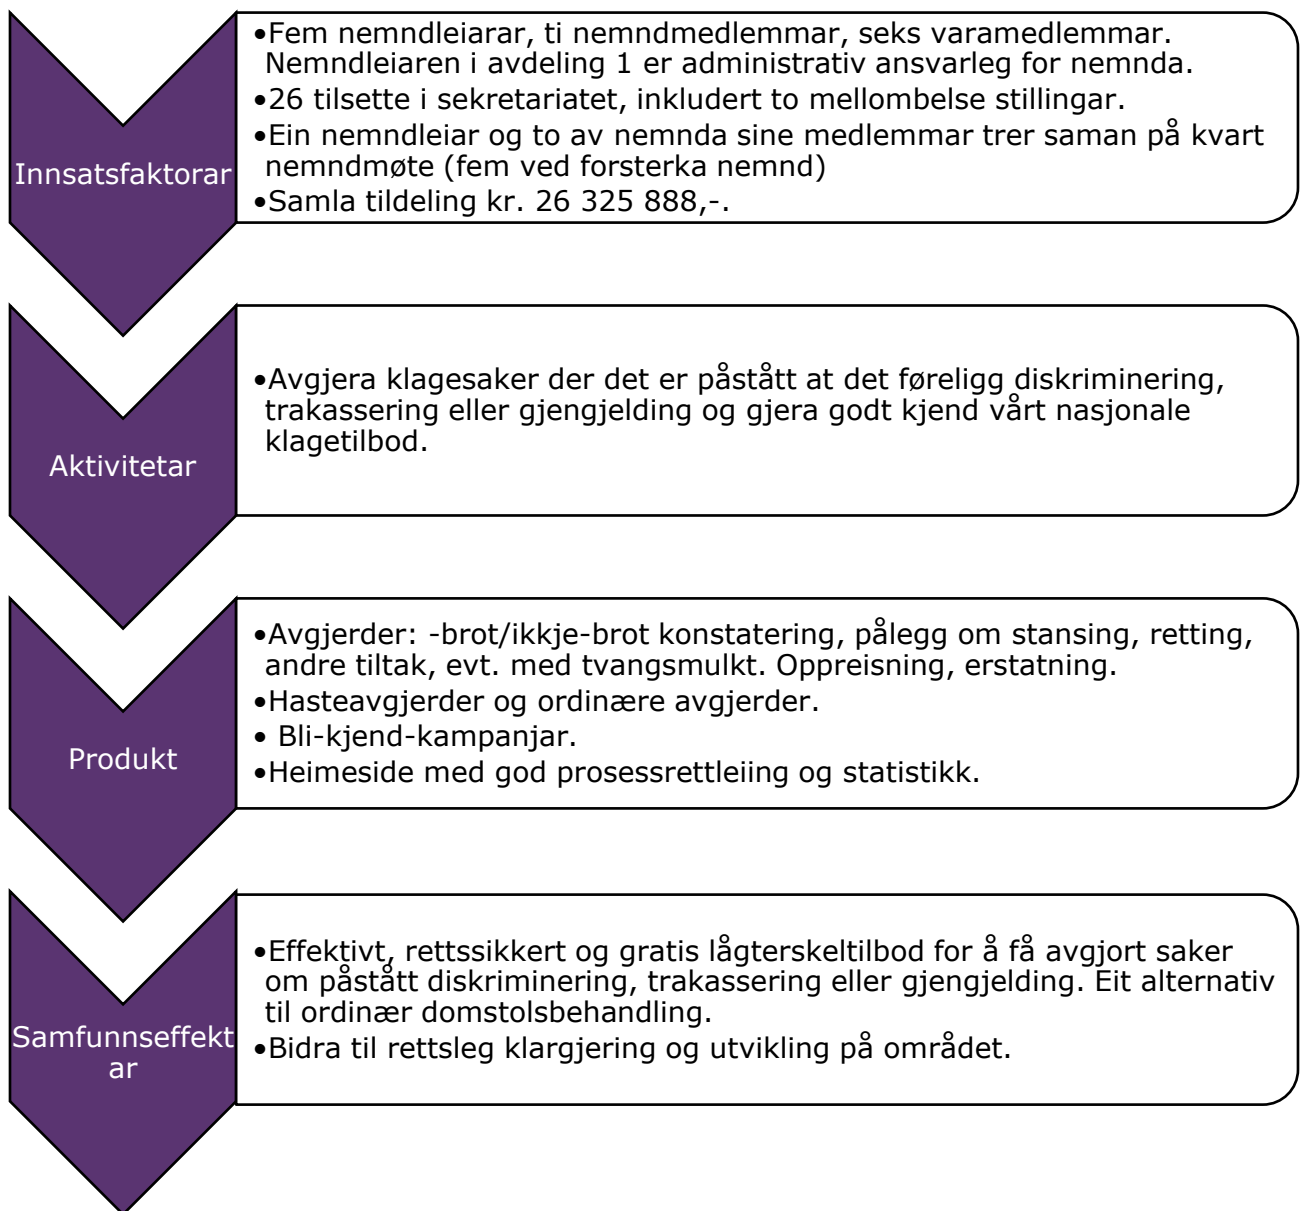 Innsatsfaktorar
•Fem nemndleiarar, ti nemndmedlemmar, seks varamedlemmar.
Nemndleiaren i avdeling 1 er administrativ ansvarleg for nemnda.
•26 tilsette i sekretariatet, inkludert to mellombelse stillingar.
•Ein nemndleiar og to av nemnda sine medlemmar trer saman på kvart
nemndmøte (fem ved forsterka nemnd)
•Samla tildeling kr. 26 325 888,-.
Aktivitetar
•Avgjera klagesaker der det er påstått at det føreligg diskriminering,
trakassering eller gjengjelding og gjera godt kjend vårt nasjonale
klagetilbod.
Produkt
•Avgjerder: -brot/ikkje-brot konstatering, pålegg om stansing, retting,
andre tiltak, evt. med tvangsmulkt. Oppreisning, erstatning.
•Hasteavgjerder og ordinære avgjerder.
• Bli-kjend-kampanjar.
•Heimeside med god prosessrettleiing og statistikk.
Samfunnseffekt
ar
•Effektivt, rettssikkert og gratis lågterskeltilbod for å få avgjort saker
om påstått diskriminering, trakassering eller gjengjelding. Eit alternativ
til ordinær domstolsbehandling.
•Bidra til rettsleg klargjering og utvikling på området.